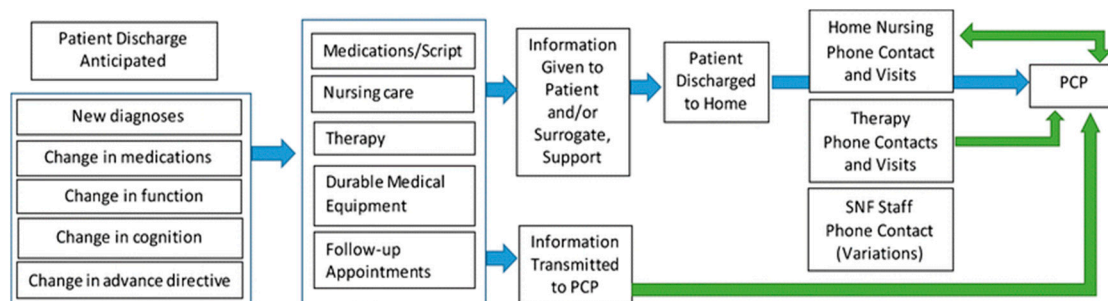 Patient Discharge
Anticipated
New diagnoses
Change in medications
Change in function
Change in cognition
Change in advance directive
Medications/Script
Nursing care
Therapy
Durable Medical
Equipment
Follow-up
Appointments
Information
Given to
Patient
and/or
Surrogate,
Support
Information
Transmitted
to PCP
Patient
Discharged
to Home
Home Nursing
Phone Contact
and Visits
Therapy
Phone Contacts
and Visits
SNF Staff
Phone Contact
(Variations)
PCP